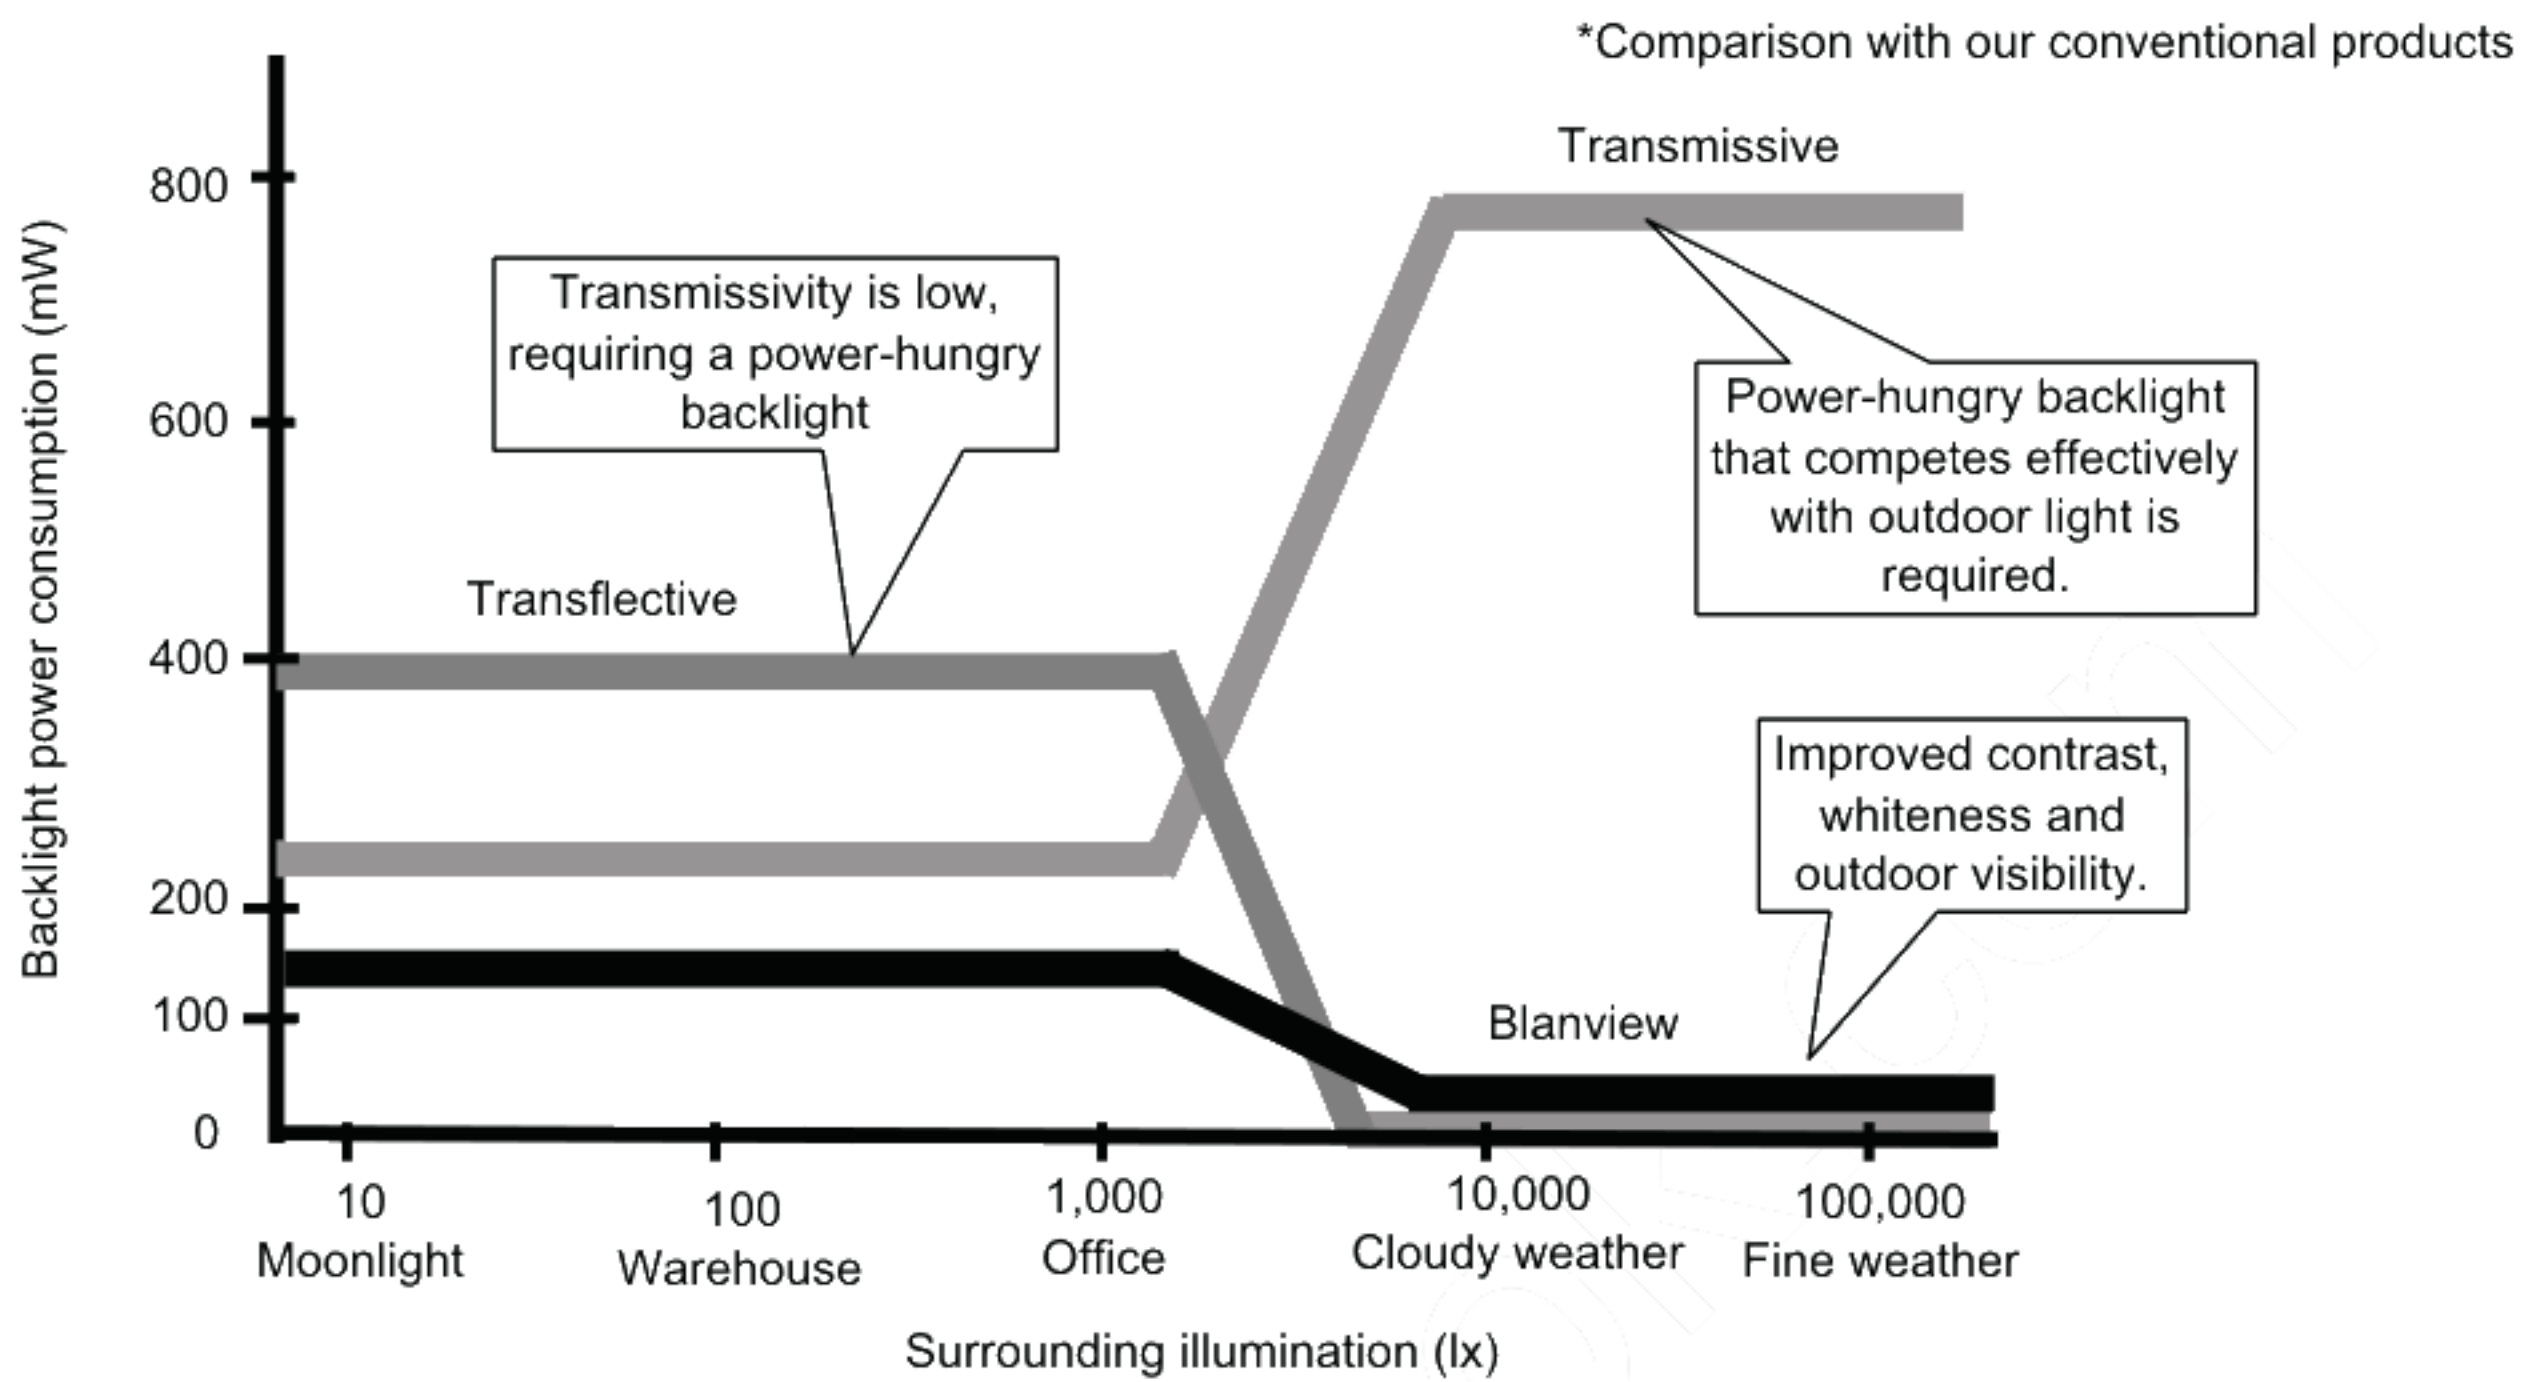 *Comparison with our conventional products
Transmissive
800
Transmissivity is low,
requiring a power-hungry
backlight
Power-hungry backlight
that competes effectively
with outdoor light is
required.
600
Backlight power consumption (mW)
Transflective
400
Improved contrast,
whiteness and
outdoor visibility.
200
100
Blanview
0
10
100
1,000
10,000
100,000
Moonlight
Warehouse
Office
Cloudy weather
Fine weather
Surrounding illumination (lx)